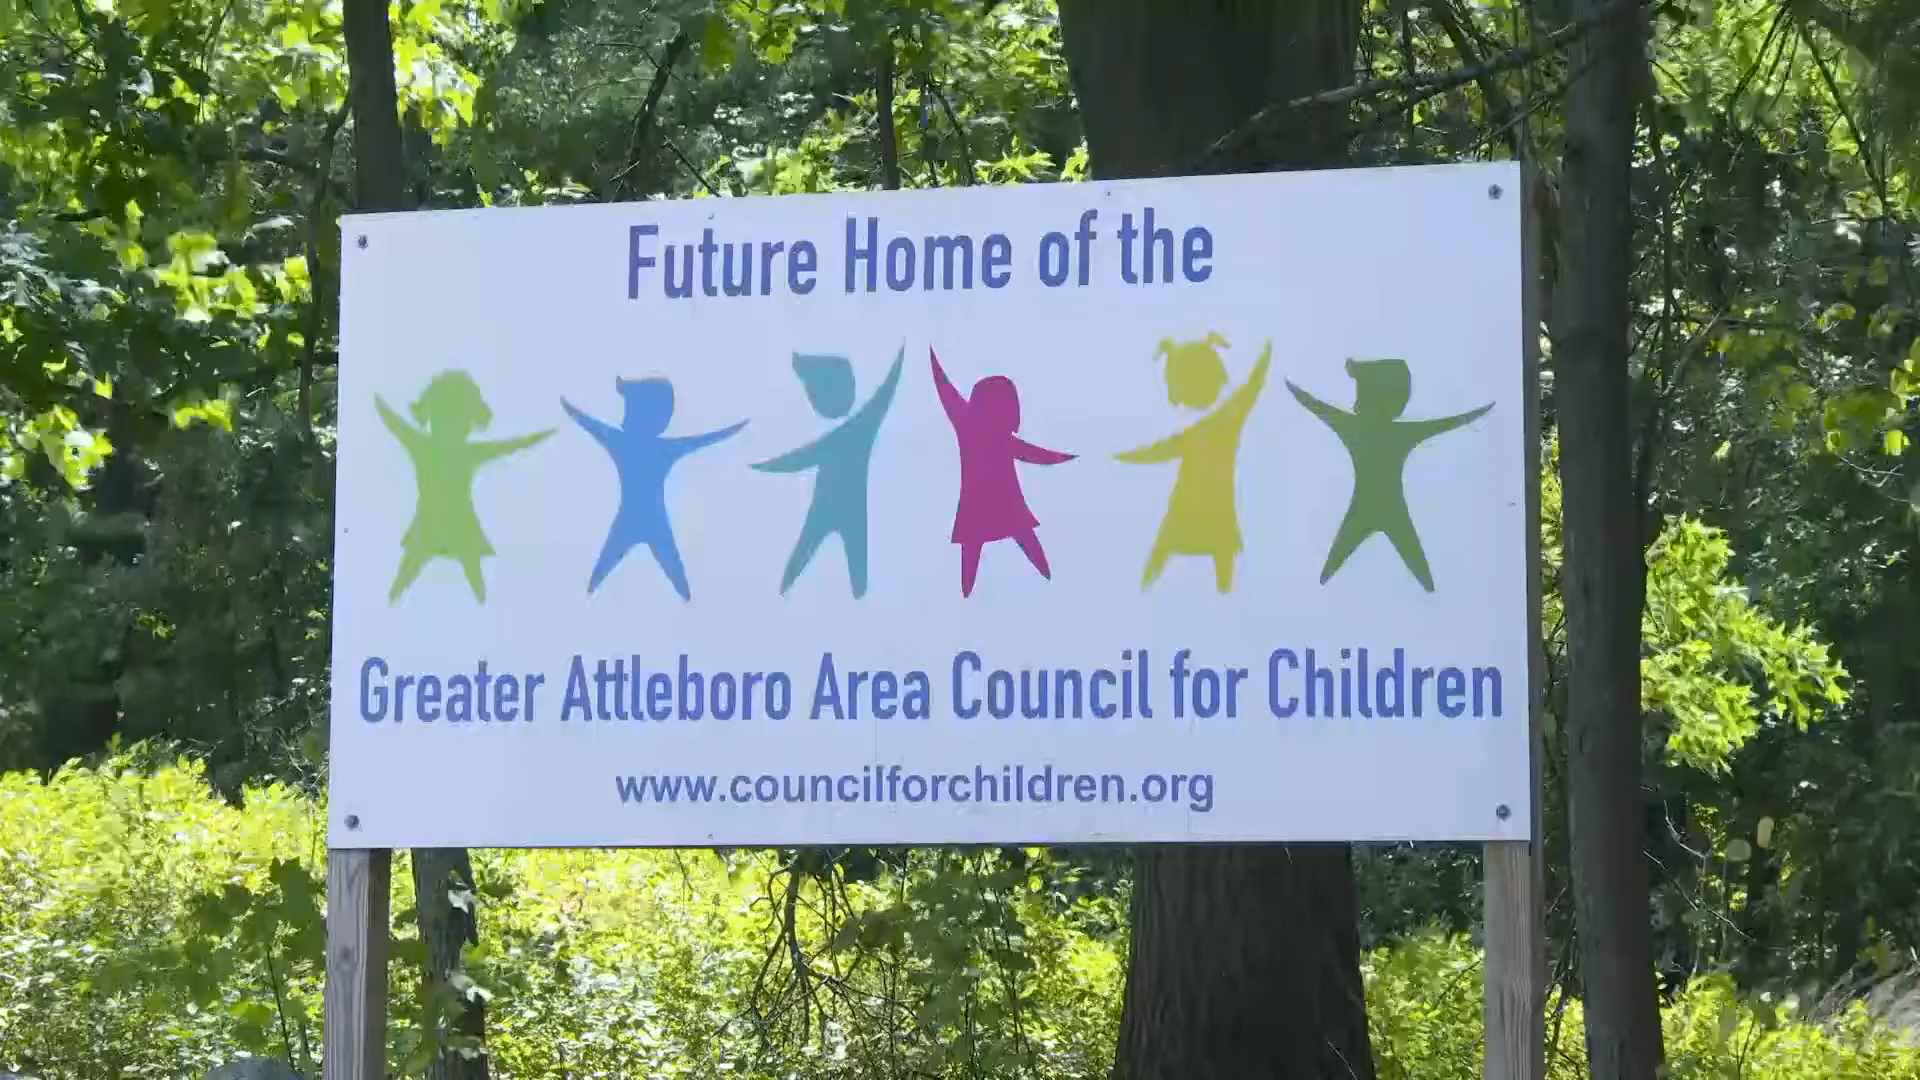 Future Home of the
Greater Attleboro Area Council for Children
www.councilforchildren.org